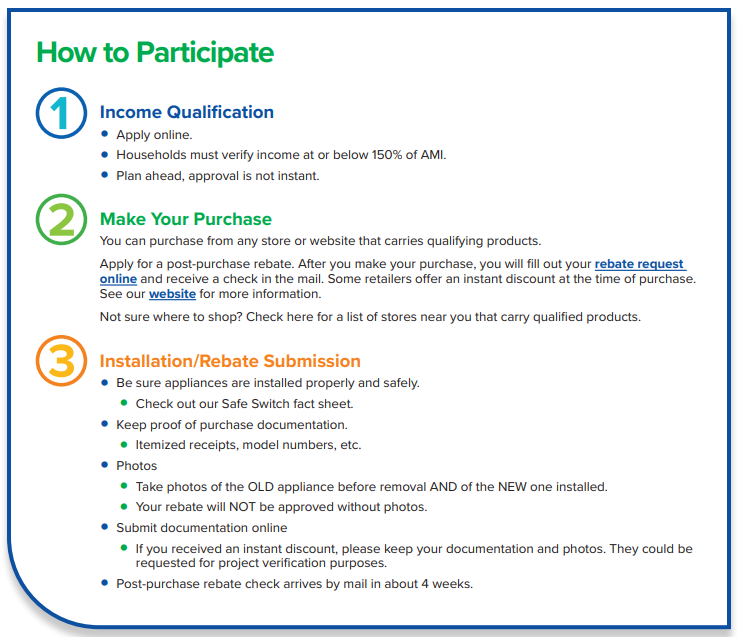 How to Participate
1
Income Qualification
• Apply online.
• Households must verify income at or below 150% of AMI.
• Plan ahead, approval is not instant.
2
Make Your Purchase
You can purchase from any store or website that carries qualifying products.
Apply for a post-purchase rebate. After you make your purchase, you will fill out your rebate request
online and receive a check in the mail. Some retailers offer an instant discount at the time of purchase.
See our website for more information.
Not sure where to shop? Check here for a list of stores near you that carry qualified products.
3
Installation/Rebate Submission
• Be sure appliances are installed properly and safely.
• Check out our Safe Switch fact sheet.
• Keep proof of purchase documentation.
• Itemized receipts, model numbers, etc.
• Photos
• Take photos of the OLD appliance before removal AND of the NEW one installed.
• Your rebate will NOT be approved without photos.
• Submit documentation online
• If you received an instant discount, please keep your documentation and photos. They could be
requested for project verification purposes.
• Post-purchase rebate check arrives by mail in about 4 weeks.